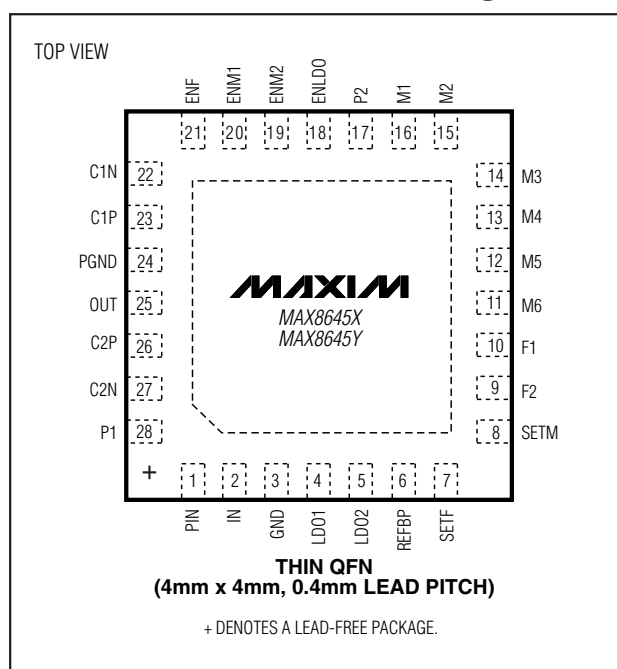 TOP VIEW
ENF
ENM1
ENM2
ENLDO
P2
M1
M2
21
20
19
18
17
16
15
C1N 22
C1P 23
PGND 24
OUT 25
C2P 26
C2N 27
P1 28
14 M3
13 M4
12 M5
11 M6
10 F1
9 F2
8 SETM
MAXIM
MAX8645X
MAX8645Y
+
1
2
3
4
5
6
7
PIN
IN
GND
LDO1
LDO2
REFBP
SETF
THIN QFN
(4mm x 4mm, 0.4mm LEAD PITCH)
+ DENOTES A LEAD-FREE PACKAGE.